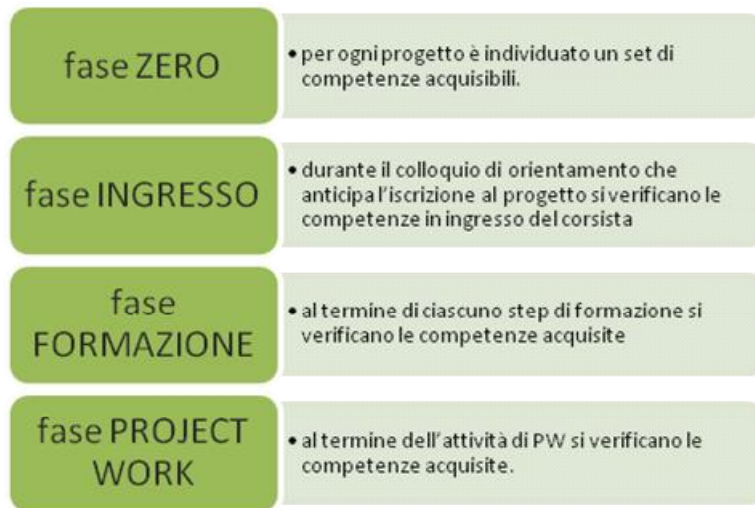 fase ZERO
• per ogni progetto è individuato un set di
competenze acquisibili.
fase INGRESSO
• durante il colloquio di orientamento che
anticipa l'iscrizione al progetto si verificano le
competenze in ingresso del corsista
fase
FORMAZIONE
• al termine di ciascuno step di formazione si
verificano le competenze acquisite
fase PROJECT
WORK
• al termine dell'attività di PW si verificano le
competenze acquisite.